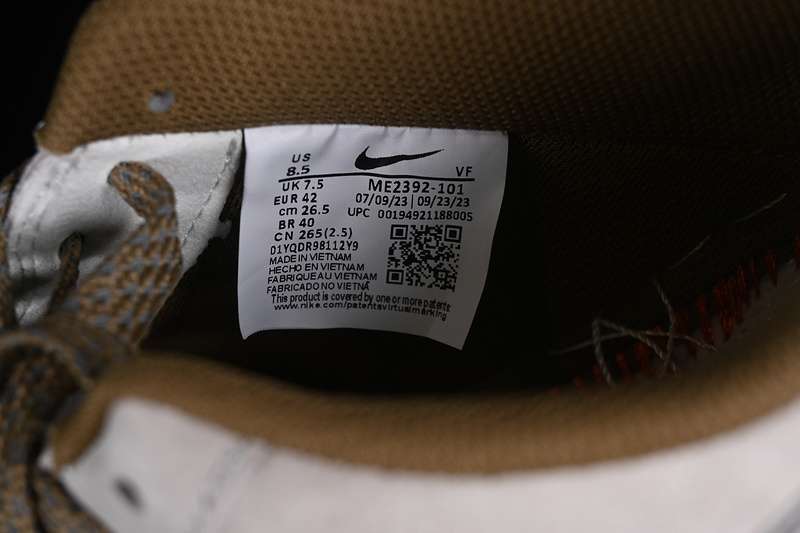 US
8.5 VF
UK 7.5 ME2392-101
EUR 42 07/09/23 | 09/23/23
cm 26.5 UPC 00194921188005
BR 40
CN 265(2.5)
01YQDR98112Y9
MADE IN VIETNAM
HECHO EN VIETNAM
FABRIQUE AU VIETNAM
FABRICADO NO VIETNÃ
This product is covered by one or more patents
www.nike.com/patentsvirtualmarking